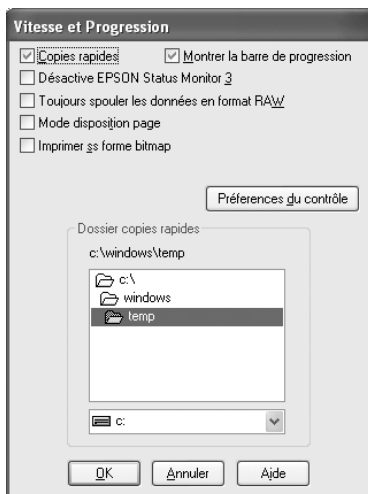 Vitesse et Progression
Copies rapides Montrer la barre de progression
Désactive EPSON Status Monitor 3
Toujours spouler les données en format RAW
Mode disposition page
Imprimer ss forme bitmap
Préferences du contrôle
Dossier copies rapides
c:\windows\temp
c:\
windows
temp
c:
OK Annuler Aide